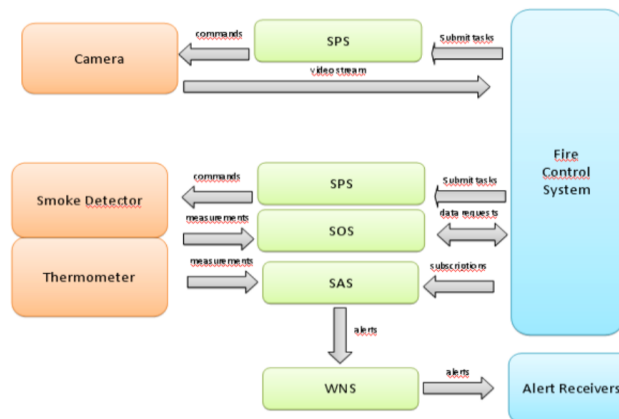 commands
SPS
Submit tasks
Camera
video stream
commands
SPS
Submit tasks
Fire
Control
System
Smoke Detector
measurements
SOS
data requests
Thermometer
measurements
SAS
subscriptions
alerts
WNS
alerts
Alert Receivers